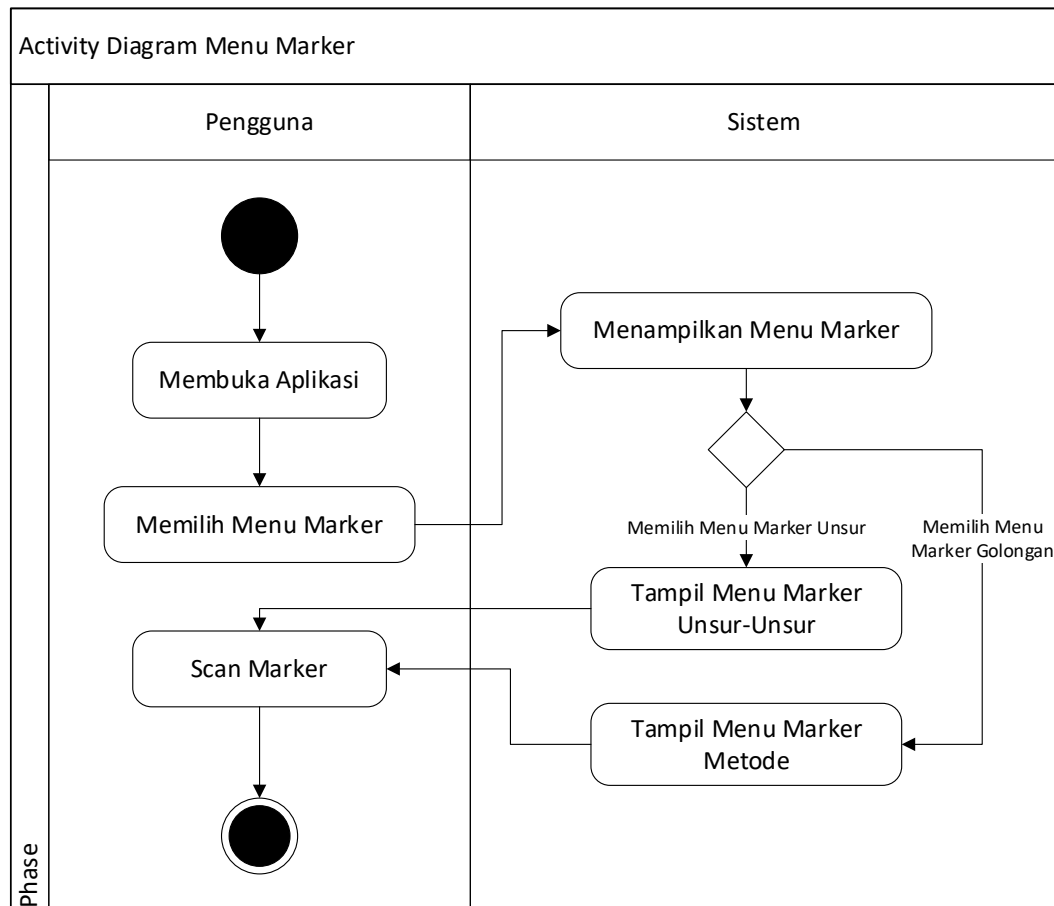 Activity Diagram Menu Marker
Pengguna
Sistem
Menampilkan Menu Marker
Membuka Aplikasi
Memilih Menu Marker
Memilih Menu Marker Unsur
Memilih Menu
Marker Golongan
Tampil Menu Marker
Unsur-Unsur
Scan Marker
Tampil Menu Marker
Metode
Phase